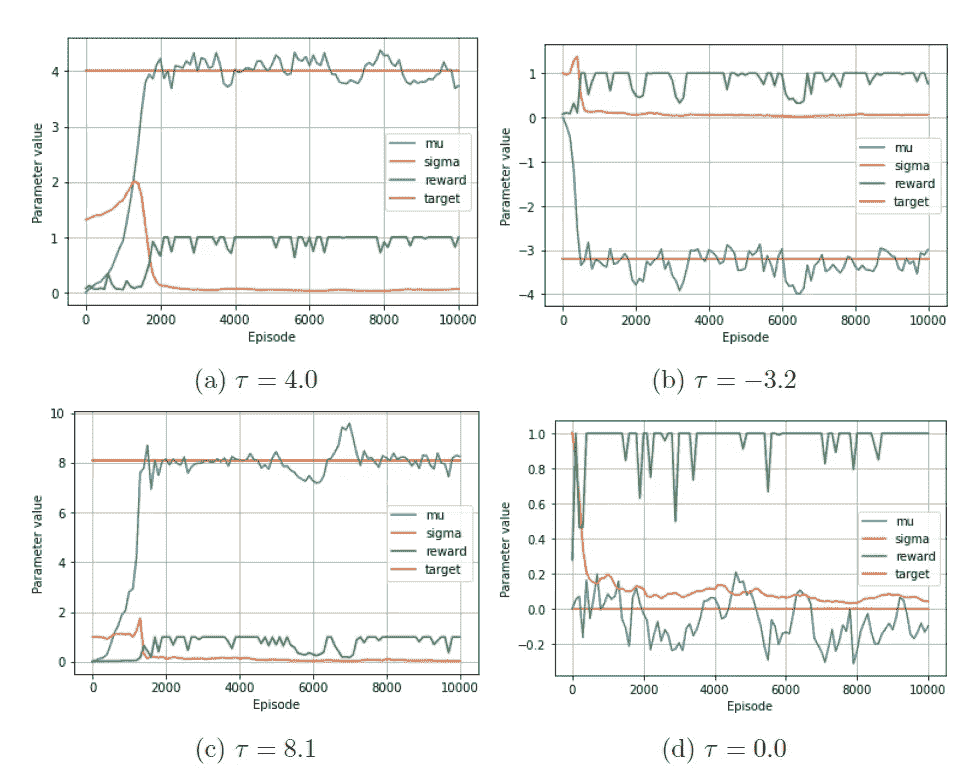 4
3
2
1
0
Parameter value
mu
sigma
reward
target
0 2000 4000 6000 8000 10000
Episode
(a) τ = 4.0
1
0
−1
−2
−3
−4
Parameter value
mu
sigma
reward
target
0 2000 4000 6000 8000 10000
Episode
(b) τ = −3.2
10
8
6
4
2
0
Parameter value
mu
sigma
reward
target
0 2000 4000 6000 8000 10000
Episode
(c) τ = 8.1
1.0
0.8
0.6
0.4
0.2
0.0
−0.2
Parameter value
mu
sigma
reward
target
0 2000 4000 6000 8000 10000
Episode
(d) τ = 0.0